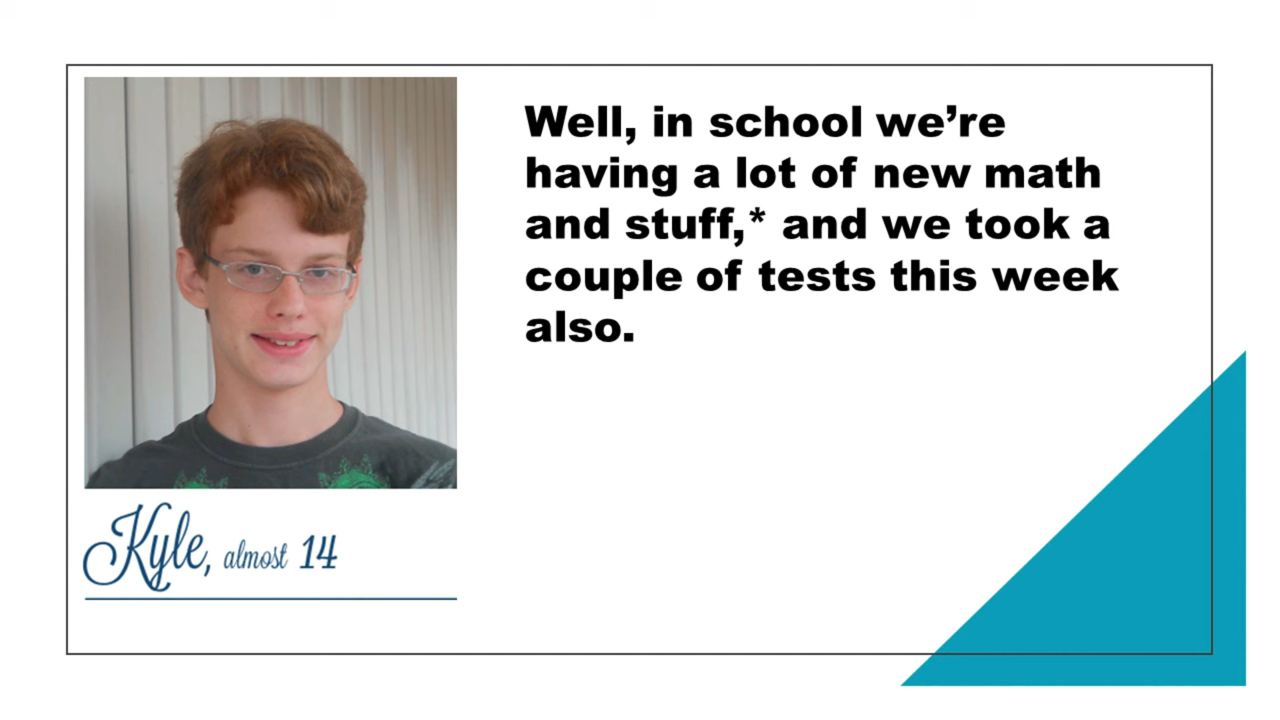 Well, in school we’re
having a lot of new math
and stuff,* and we took a
couple of tests this week
also.
Kyle, almost 14